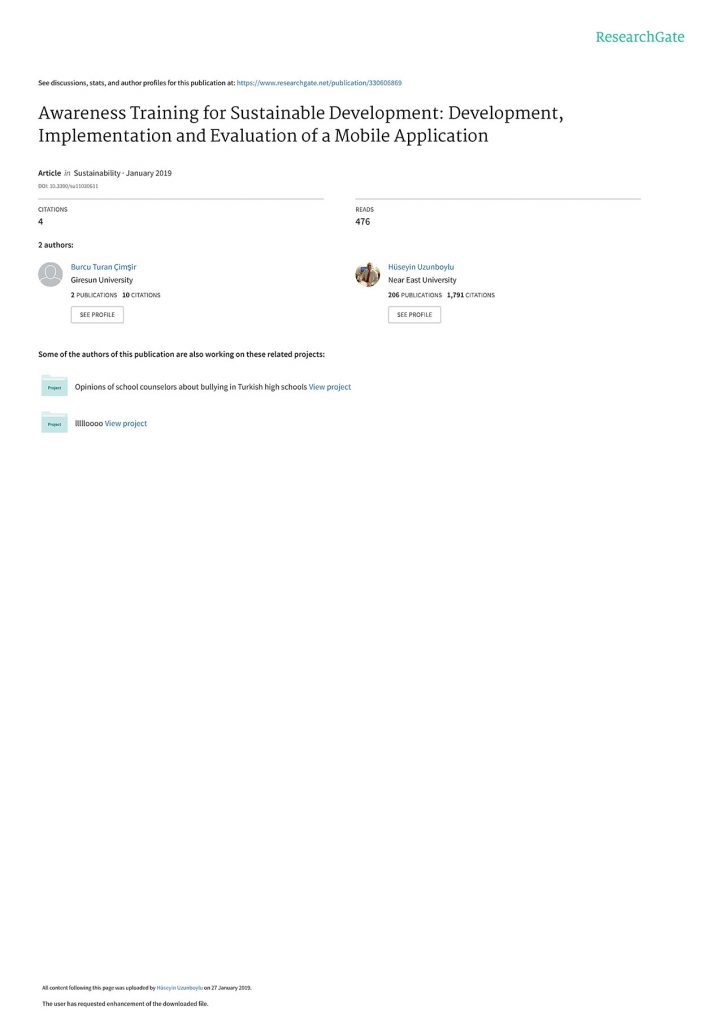 ResearchGate
See discussions, stats, and author profiles for this publication at: https://www.researchgate.net/publication/330606869
Awareness Training for Sustainable Development: Development,
Implementation and Evaluation of a Mobile Application
Article in Sustainability · January 2019
DOI: 10.3390/su11030611
CITATIONS
4
READS
476
2 authors:
Burcu Turan Çimşir
Giresun University
2 PUBLICATIONS 10 CITATIONS
SEE PROFILE
Hüseyin Uzunboylu
Near East University
206 PUBLICATIONS 1,791 CITATIONS
SEE PROFILE
Some of the authors of this publication are also working on these related projects:
Project
Opinions of school counselors about bullying in Turkish high schools View project
Project
llllloooo View project
All content following this page was uploaded by Hüseyin Uzunboylu on 27 January 2019.
The user has requested enhancement of the downloaded file.